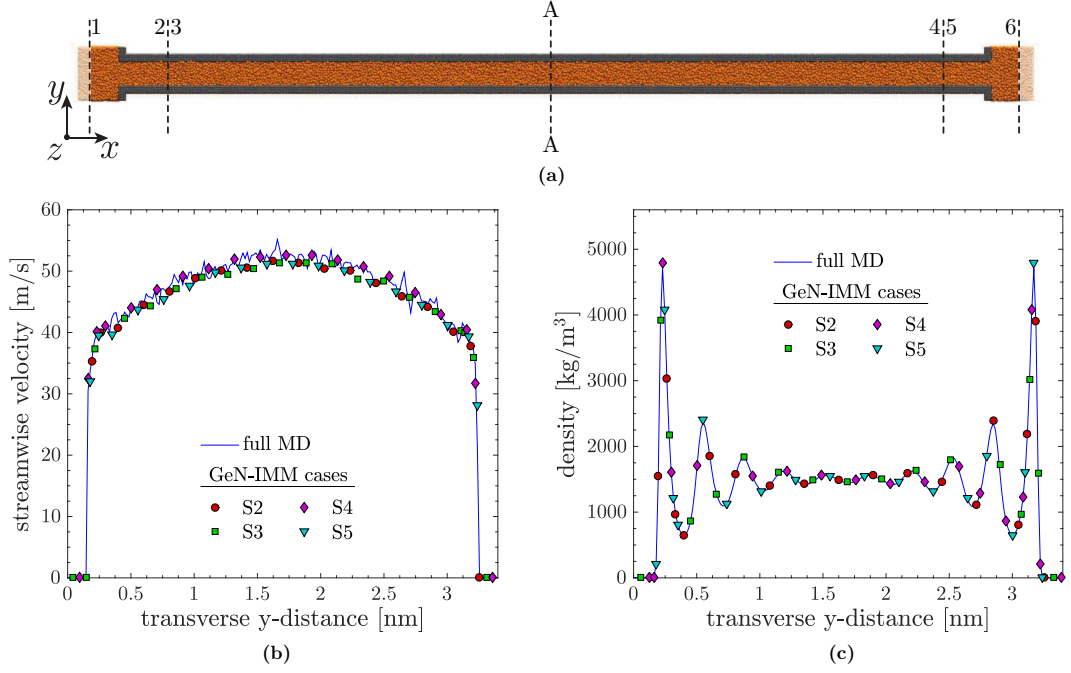 A
1 2 3 4 5 6
y
z x
A
(a)
60
50
40
30
20
10
0
streamwise velocity [m/s]
full MD
GeN-IMM cases
S2 S4
S3 S5
0 0.5 1 1.5 2 2.5 3
transverse y-distance [nm]
(b)
5000
4000
3000
2000
1000
0
density [kg/m³]
full MD
GeN-IMM cases
S2 S4
S3 S5
0 0.5 1 1.5 2 2.5 3
transverse y-distance [nm]
(c)